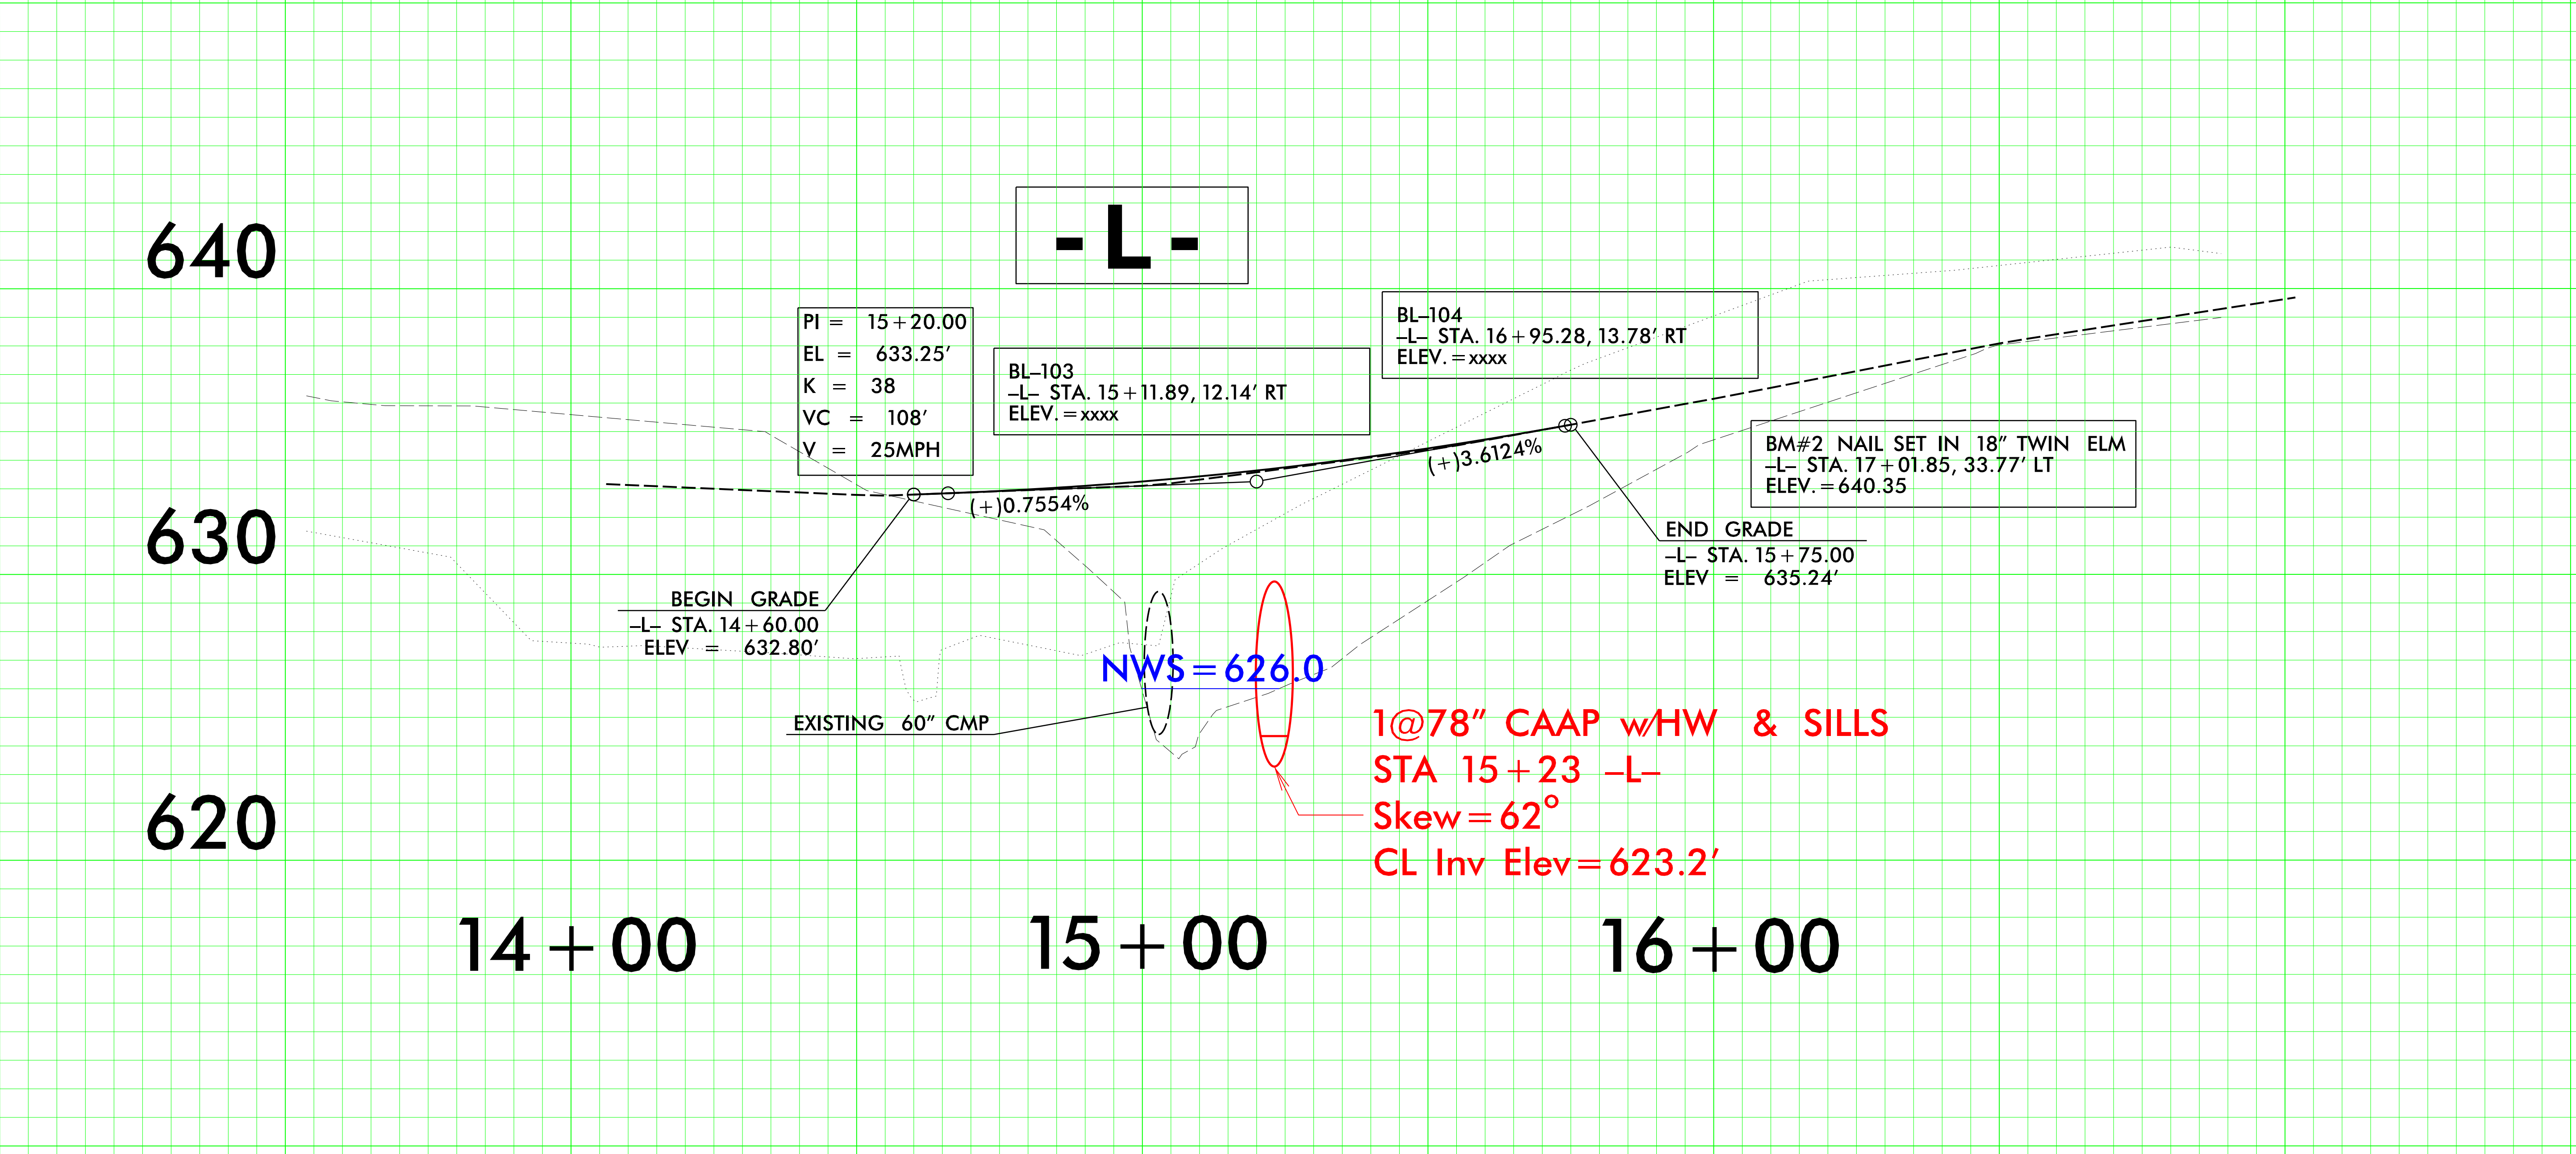 -L-
640
630
620
PI = 15+20.00
EL = 633.25'
K = 38
VC = 108'
V = 25MPH
BL-103
-L- STA. 15+11.89, 12.14' RT
ELEV.=xxxx
BL-104
-L- STA. 16+95.28, 13.78' RT
ELEV.=xxxx
(+)0.7554%
(+)3.6124%
BM#2 NAIL SET IN 18" TWIN ELM
-L- STA. 17+01.85, 33.77' LT
ELEV.=640.35
END GRADE
-L- STA. 15+75.00
ELEV = 635.24'
BEGIN GRADE
-L- STA. 14+60.00
ELEV = 632.80'
NWS=626.0
EXISTING 60" CMP
1@78" CAAP w/HW & SILLS
STA 15+23 -L-
Skew=62°
CL Inv Elev=623.2'
14+00
15+00
16+00